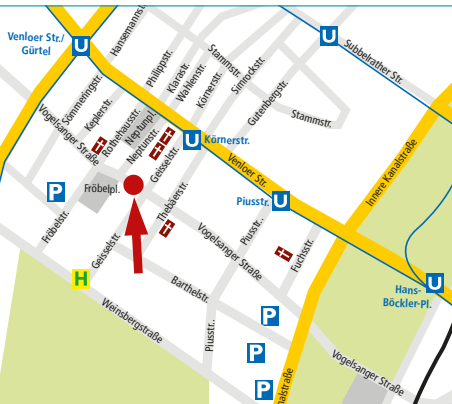 Venloer Str./
Gürtel
U
Hansemannstr.
Philippstr.
Klarastr.
Wahlenstr.
Körnerstr.
Stammstr.
Simrockstr.
Gutenbergstr.
Stammstr.
U
Subbelrather Str.
Sömmeringstr.
Keplerstr.
Vogelsanger Straße
Rothehausstr.
Neptunpl.
Neptunstr.
Geisselstr.
U
Körnerstr.
Venloer Str.
Innere Kanalstraße
P
Fröbelpl.
Fröbelstr.
Thebäerstr.
Geisselstr.
U
Piusstr.
Piusstr.
Vogelsanger Straße
Fuchsstr.
U
Hans-
Böckler-Pl.
H
Weinsbergstraße
Barthelstr.
Piusstr.
P
P
P
Vogelsanger Straße
nalstraße